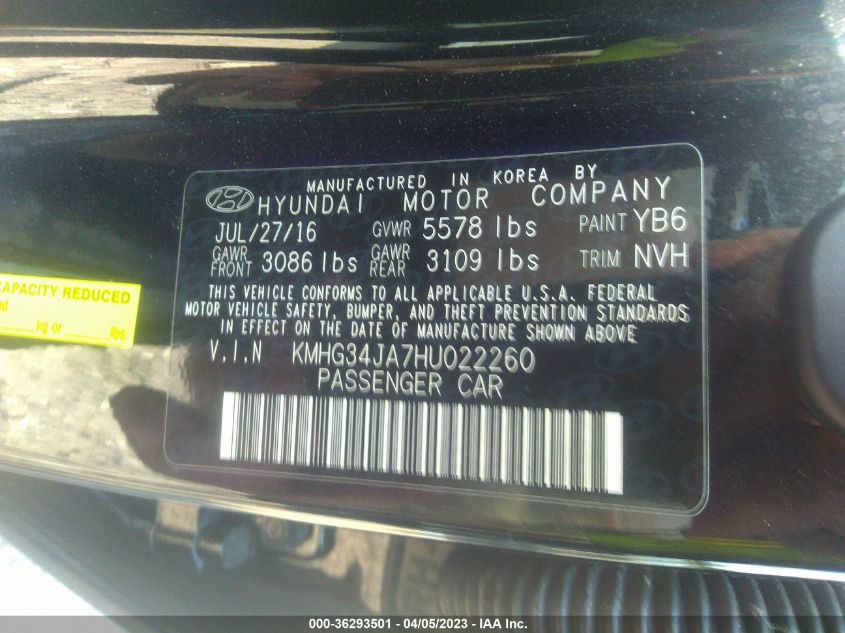 MANUFACTURED IN KOREA BY
HYUNDAI MOTOR COMPANY
JUL/27/16 GVWR 5578 lbs PAINT YB6
GAWR FRONT 3086 lbs GAWR REAR 3109 lbs TRIM NVH
THIS VEHICLE CONFORMS TO ALL APPLICABLE U.S.A. FEDERAL
MOTOR VEHICLE SAFETY, BUMPER, AND THEFT PREVENTION STANDARDS
IN EFFECT ON THE DATE OF MANUFACTURE SHOWN ABOVE
V.I.N KMHG34JA7HU022260
PASSENGER CAR
CAPACITY REDUCED
kg or lbs
000-36293501 - 04/05/2023 - IAA Inc.